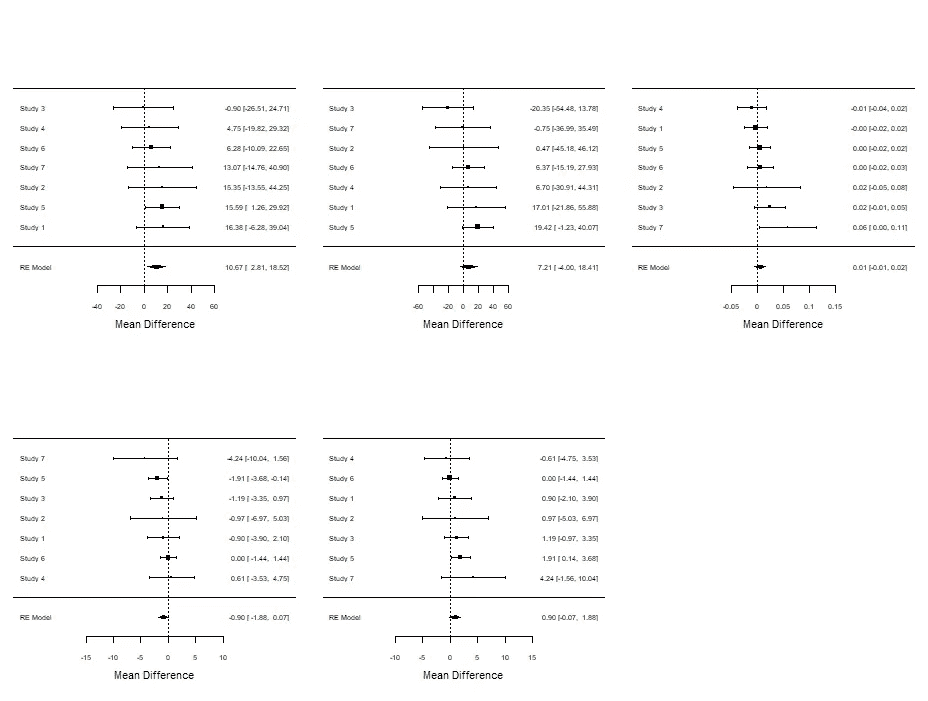 Study 3 -0.90 [-26.51, 24.71]
Study 4 4.75 [-19.82, 29.32]
Study 6 6.28 [-10.09, 22.65]
Study 7 13.07 [-14.76, 40.90]
Study 2 15.35 [-13.55, 44.25]
Study 5 15.59 [ 1.26, 29.92]
Study 1 16.38 [ -6.28, 39.04]
RE Model 10.67 [ 2.81, 18.52]
-40 -20 0 20 40 60
Mean Difference
Study 3 -20.35 [-54.48, 13.78]
Study 7 -0.75 [-36.99, 35.49]
Study 2 0.47 [-45.18, 46.12]
Study 6 6.37 [-15.19, 27.93]
Study 4 6.70 [-30.91, 44.31]
Study 1 17.01 [-21.86, 55.88]
Study 5 19.42 [ -1.23, 40.07]
RE Model 7.21 [ -4.00, 18.41]
-60 -20 0 20 40 60
Mean Difference
Study 4 -0.01 [-0.04, 0.02]
Study 1 -0.00 [-0.02, 0.02]
Study 5 0.00 [-0.02, 0.02]
Study 6 0.00 [-0.02, 0.03]
Study 2 0.02 [-0.05, 0.08]
Study 3 0.02 [-0.01, 0.05]
Study 7 0.06 [ 0.00, 0.11]
RE Model 0.01 [-0.01, 0.02]
-0.05 0 0.05 0.1 0.15
Mean Difference
Study 7 -4.24 [-10.04, 1.56]
Study 5 -1.91 [ -3.68, -0.14]
Study 3 -1.19 [ -3.35, 0.97]
Study 2 -0.97 [ -6.97, 5.03]
Study 1 -0.90 [ -3.90, 2.10]
Study 6 0.00 [ -1.44, 1.44]
Study 4 0.61 [ -3.53, 4.75]
RE Model -0.90 [ -1.88, 0.07]
-15 -10 -5 0 5 10
Mean Difference
Study 4 -0.61 [-4.75, 3.53]
Study 6 0.00 [-1.44, 1.44]
Study 1 0.90 [-2.10, 3.90]
Study 2 0.97 [-5.03, 6.97]
Study 3 1.19 [-0.97, 3.35]
Study 5 1.91 [ 0.14, 3.68]
Study 7 4.24 [-1.56, 10.04]
RE Model 0.90 [-0.07, 1.88]
-10 -5 0 5 10 15
Mean Difference